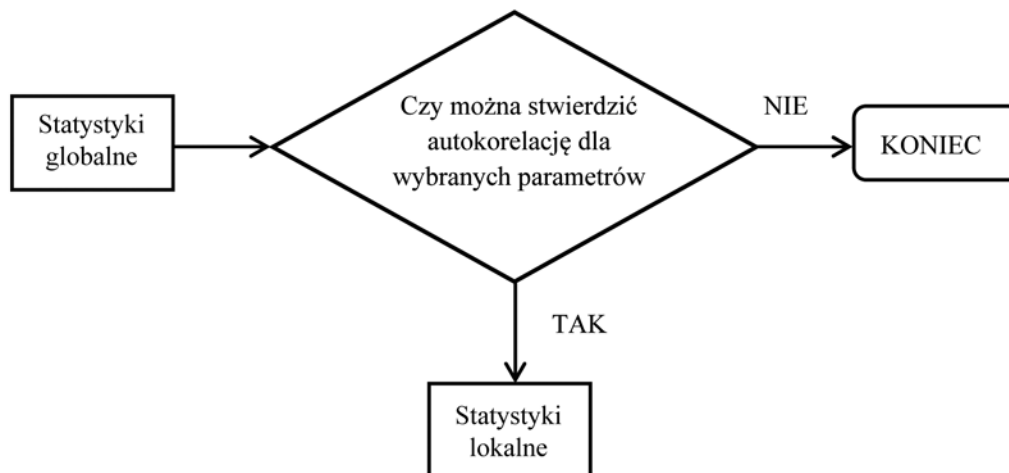 Statystyki
globalne
Czy można stwierdzić
autokorelację dla
wybranych parametrów
NIE
KONIEC
TAK
Statystyki
lokalne